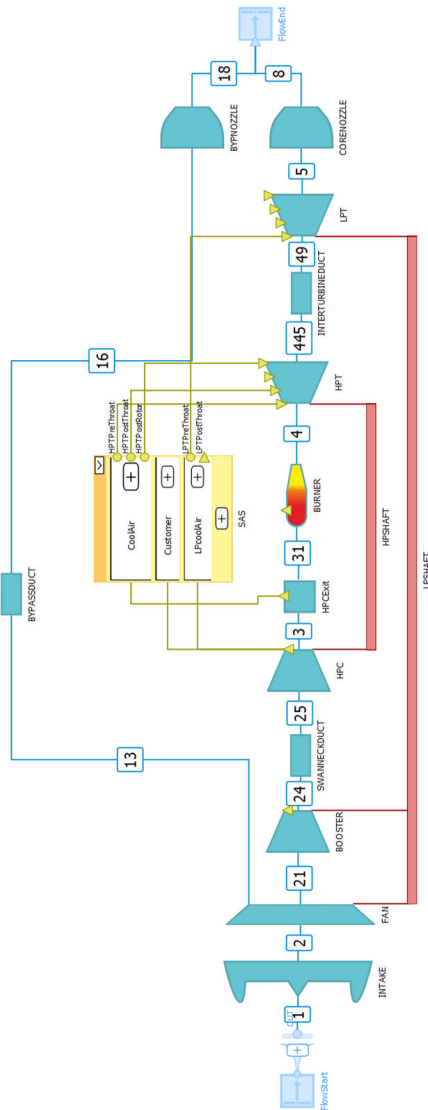 FlowStart
OUT
1
INTAKE
2
FAN
21
BOOSTER
24
SWANNECKDUCT
25
HPC
3
HPCExit
31
BURNER
4
HPT
445
INTERTURBINEDUCT
49
LPT
5
CORENOZZLE
8
FlowEnd
18
BYPNOZZLE
16
BYPASSDUCT
13
CoolAir
Customer
LPcoolAir
SAS
HPTPreThroat
HPTPostThroat
HPTPostRotor
LPTPreThroat
LPTPostThroat
HPSHAFT
LPSHAFT